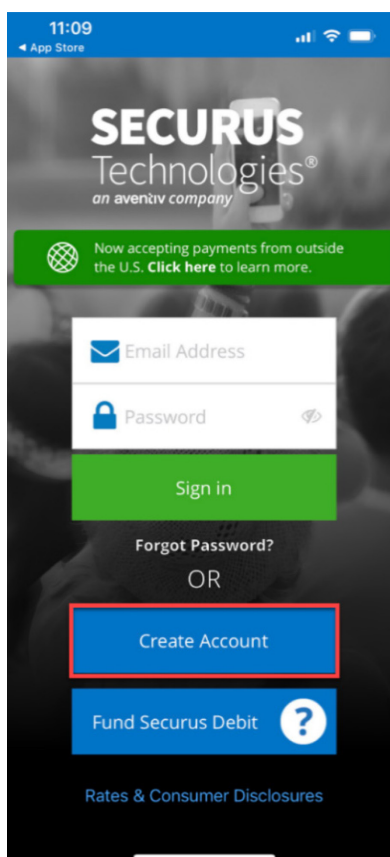 11:09
◀ App Store
SECURUS
Technologies®
an aventiv company
Now accepting payments from outside
the U.S. Click here to learn more.
Email Address
Password
Sign in
Forgot Password?
OR
Create Account
Fund Securus Debit ?
Rates & Consumer Disclosures